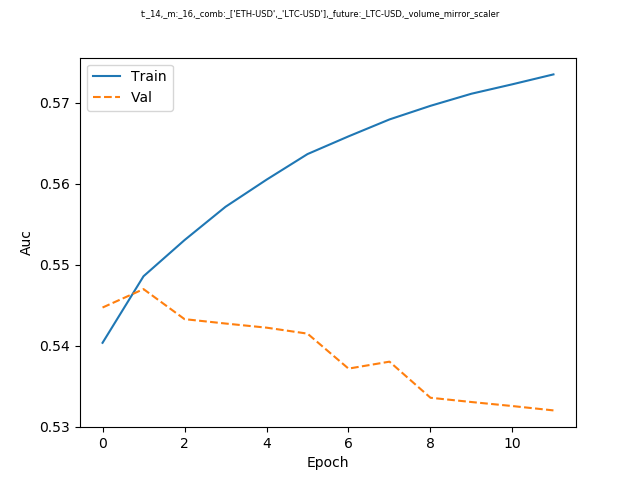 t:_14,_m:_16,_comb:_['ETH-USD',_'LTC-USD'],_future:_LTC-USD,_volume_mirror_scaler
Train
Val
0.57
0.56
0.55
0.54
0.53
Auc
0 2 4 6 8 10
Epoch